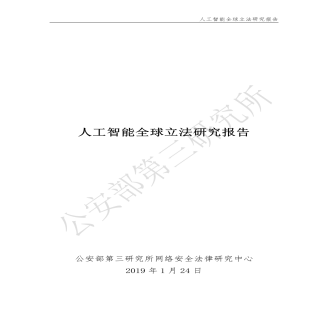 人工智能全球立法研究报告
人工智能全球立法研究报告
公安部第三研究所
公安部第三研究所网络安全法律研究中心
2019 年 1 月 24 日